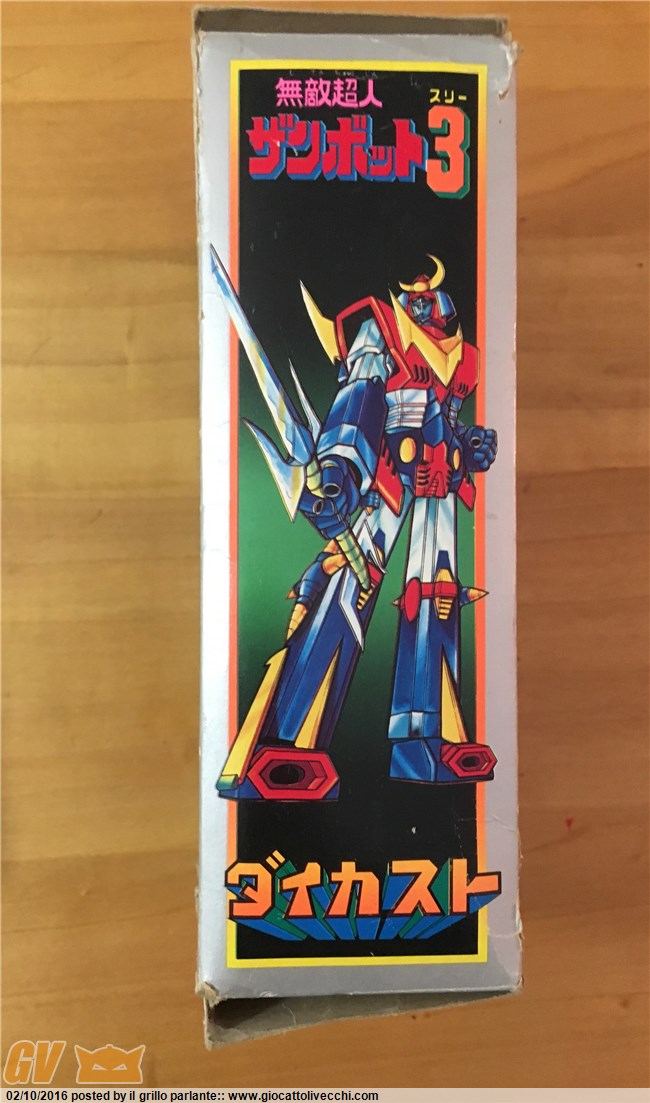 無敵超人
スリー
ザンボット3
ダイカスト
GV
02/10/2016 posted by il grillo parlante:: www.giocattolivecchi.com